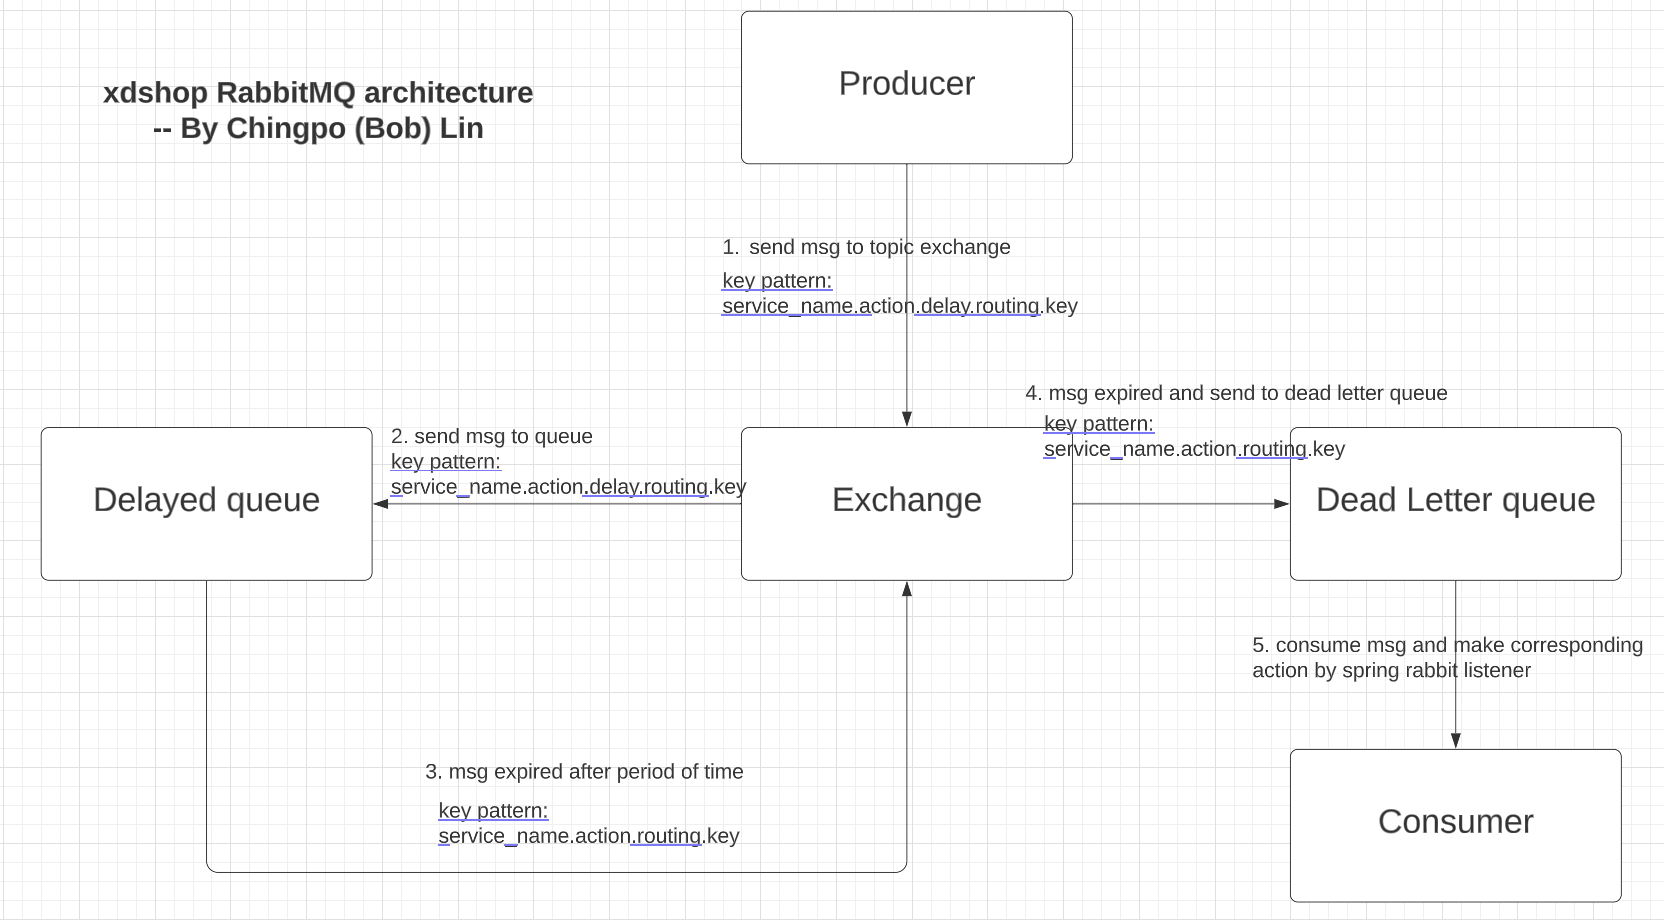 xdshop RabbitMQ architecture
-- By Chingpo (Bob) Lin
Producer
1. send msg to topic exchange
key pattern:
service_name.action.delay.routing.key
4. msg expired and send to dead letter queue
key pattern:
service_name.action.routing.key
2. send msg to queue
key pattern:
service_name.action.delay.routing.key
Delayed queue
Exchange
Dead Letter queue
5. consume msg and make corresponding
action by spring rabbit listener
3. msg expired after period of time
key pattern:
service_name.action.routing.key
Consumer